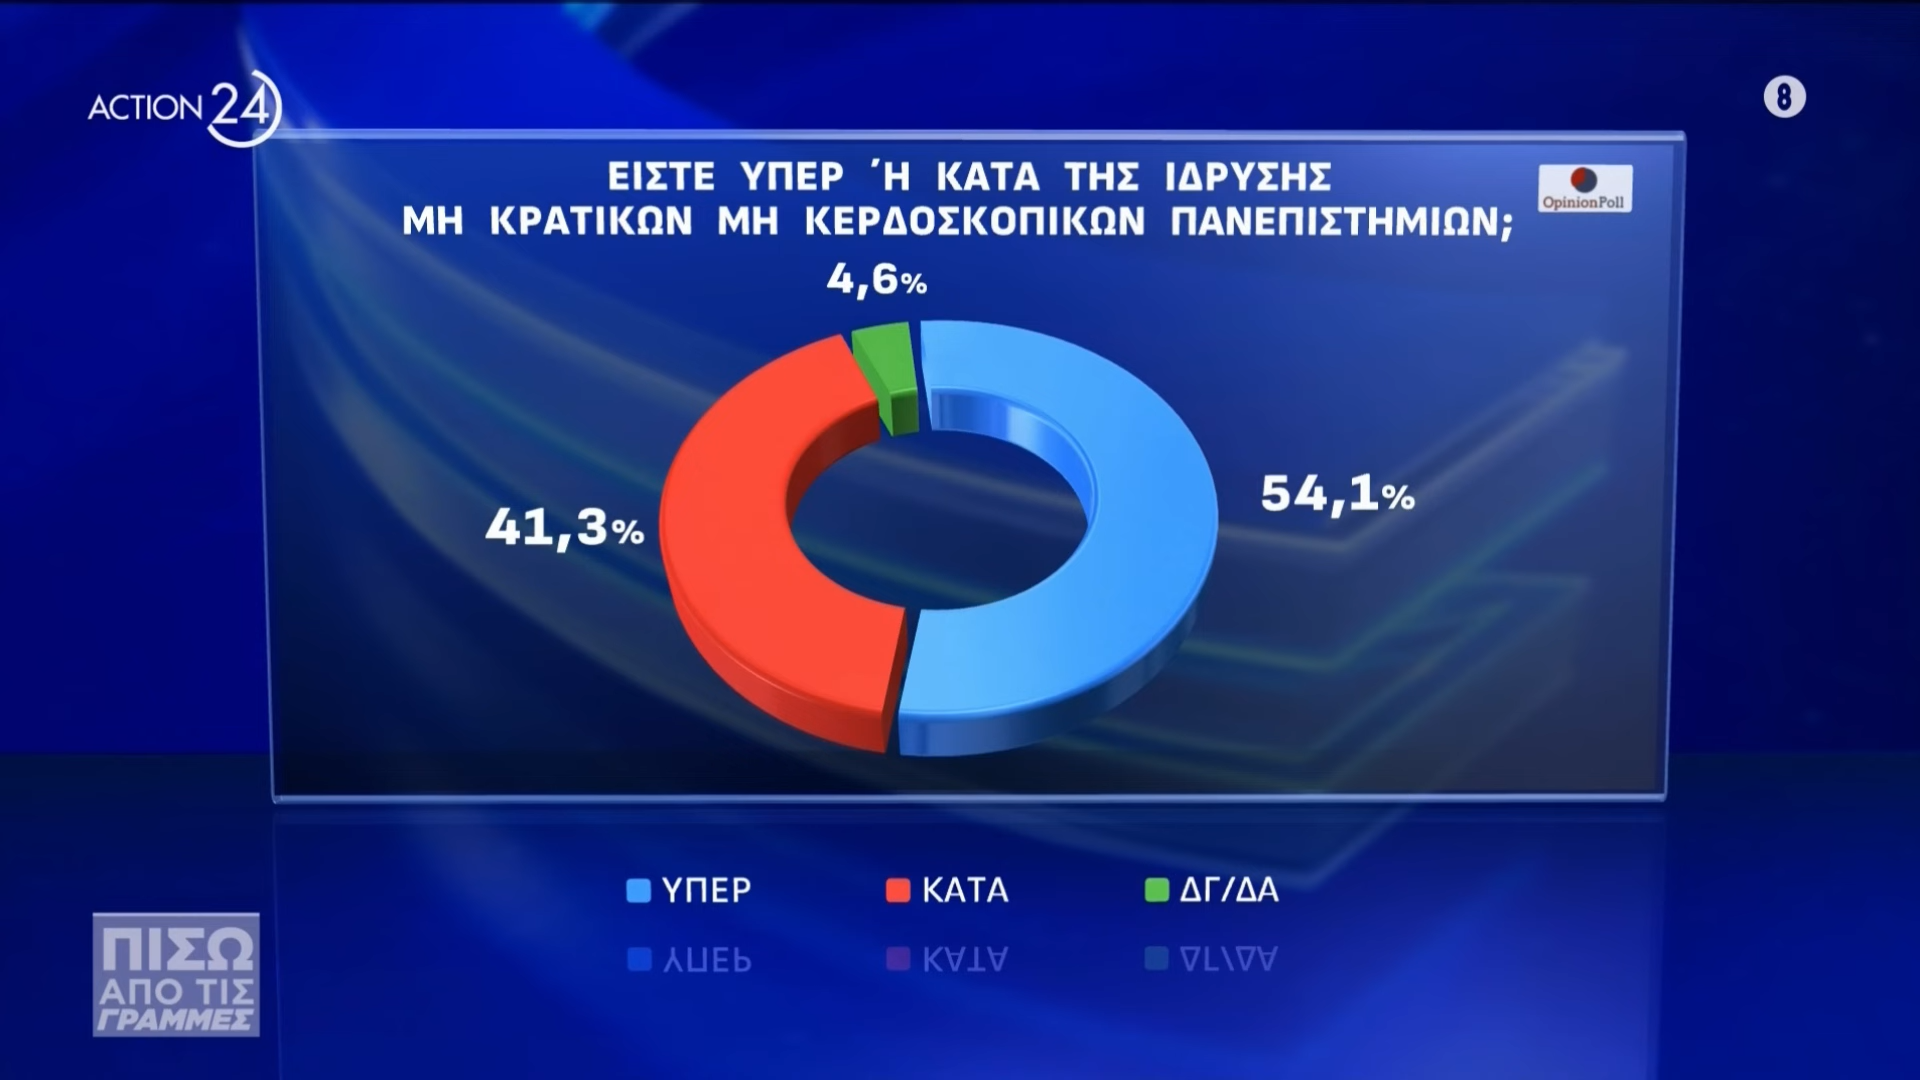 ACTION 24
8
ΕΙΣΤΕ ΥΠΕΡ ΄Η ΚΑΤΑ ΤΗΣ ΙΔΡΥΣΗΣ
ΜΗ ΚΡΑΤΙΚΩΝ ΜΗ ΚΕΡΔΟΣΚΟΠΙΚΩΝ ΠΑΝΕΠΙΣΤΗΜΙΩΝ;
OpinionPoll
4,6%
54,1%
41,3%
ΥΠΕΡ ΚΑΤΑ ΔΓ/ΔΑ
ΠΙΣΩ
ΑΠΟ ΤΙΣ
ΓΡΑΜΜΕΣ